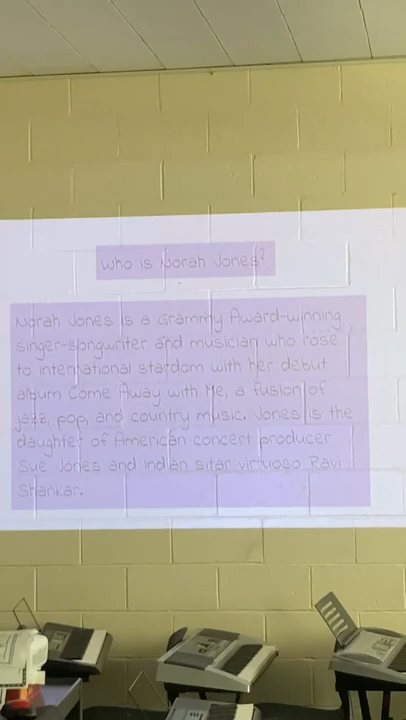 Who is Norah Jones?
Norah Jones is a Grammy Award-winning
singer-songwriter and musician who rose
to international stardom with her debut
album Come Away with Me, a fusion of
jazz, pop, and country music. Jones is the
daughter of American concert producer
Sue Jones and indian sitar virtuoso Ravi
Shankar.